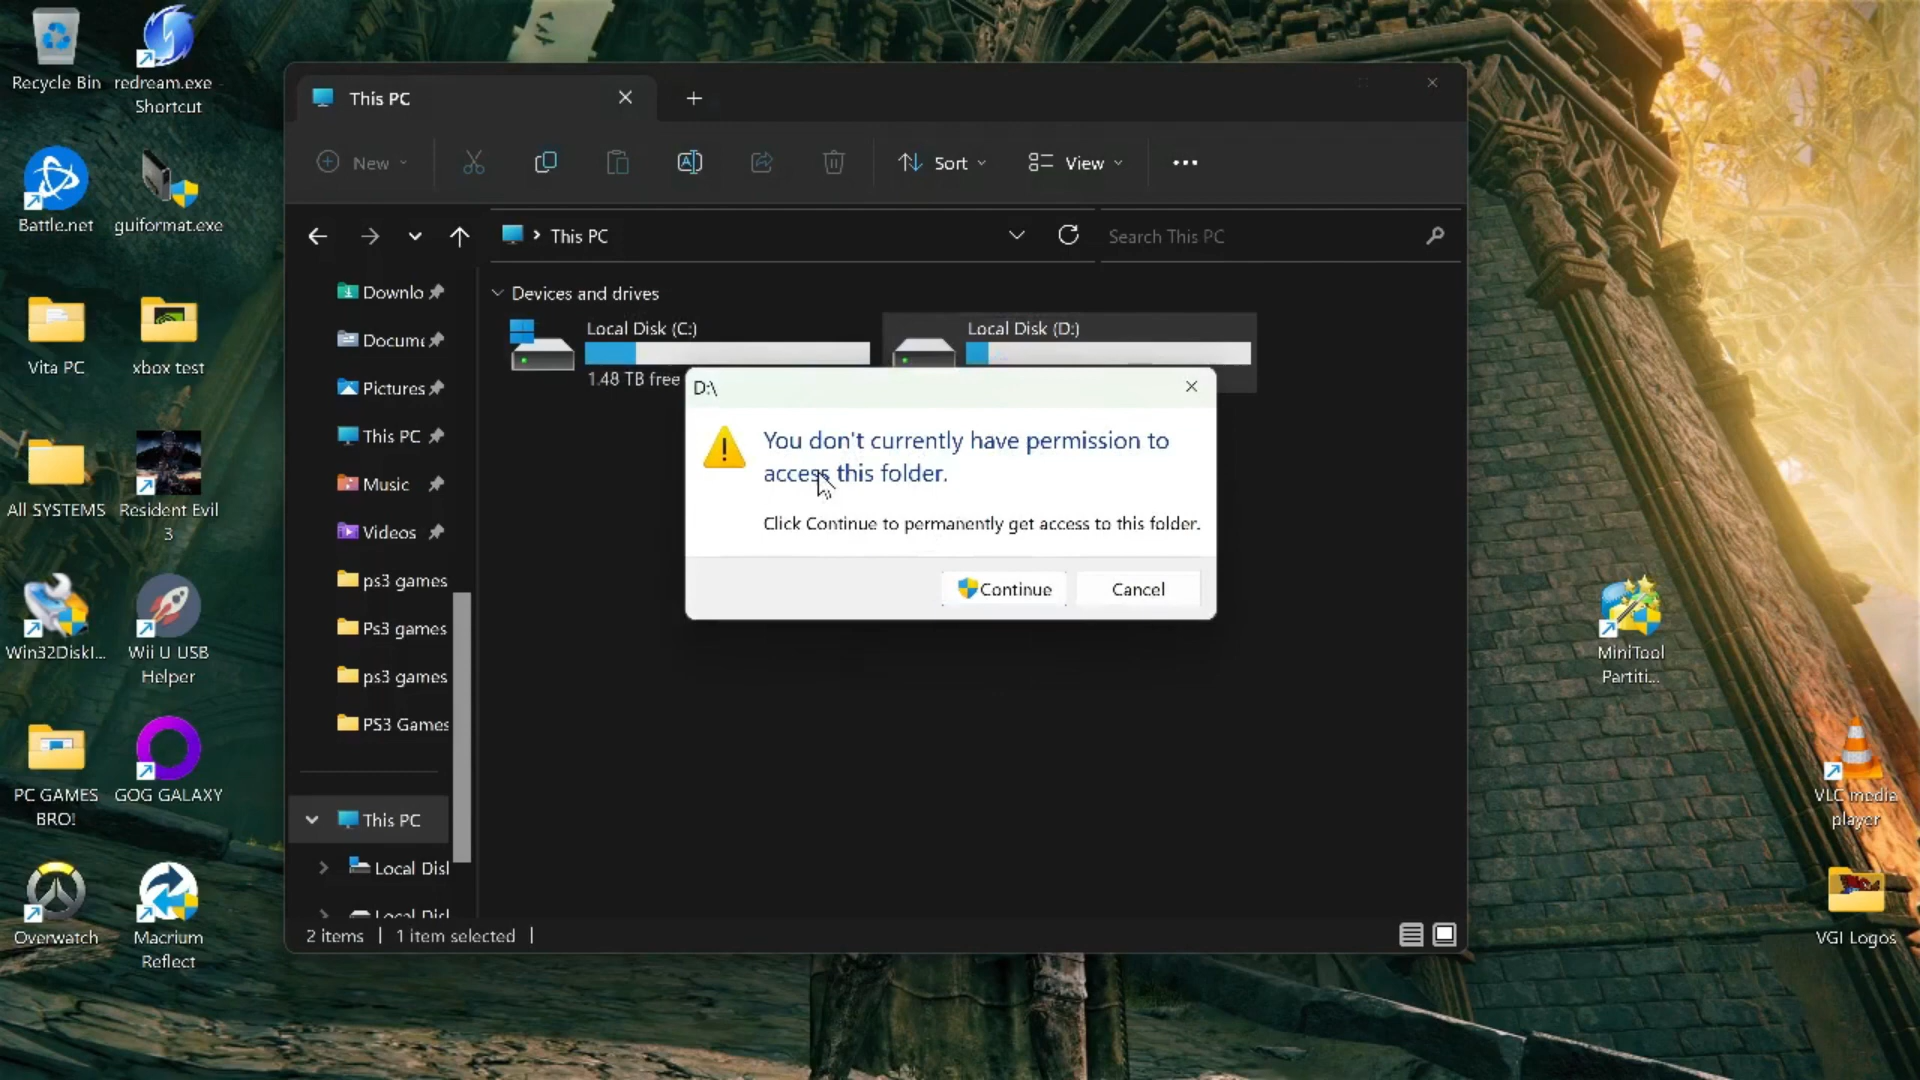 Recycle Bin
redream.exe -
Shortcut
Battle.net
guiformat.exe
Vita PC
xbox test
All SYSTEMS
Resident Evil
3
Win32DiskI...
Wii U USB
Helper
PC GAMES
BRO!
GOG GALAXY
Overwatch
Macrium
Reflect
This PC
New
Sort
View
This PC
Search This PC
Downlo
Docume
Pictures
This PC
Music
Videos
ps3 games
Ps3 games
ps3 games
PS3 Games
This PC
Local Disl
Local Disl
Devices and drives
Local Disk (C:)
1.48 TB free
Local Disk (D:)
D:\
You don't currently have permission to
access this folder.
Click Continue to permanently get access to this folder.
Continue
Cancel
2 items
1 item selected
MiniTool
Partiti...
VLC media
player
VGI Logos